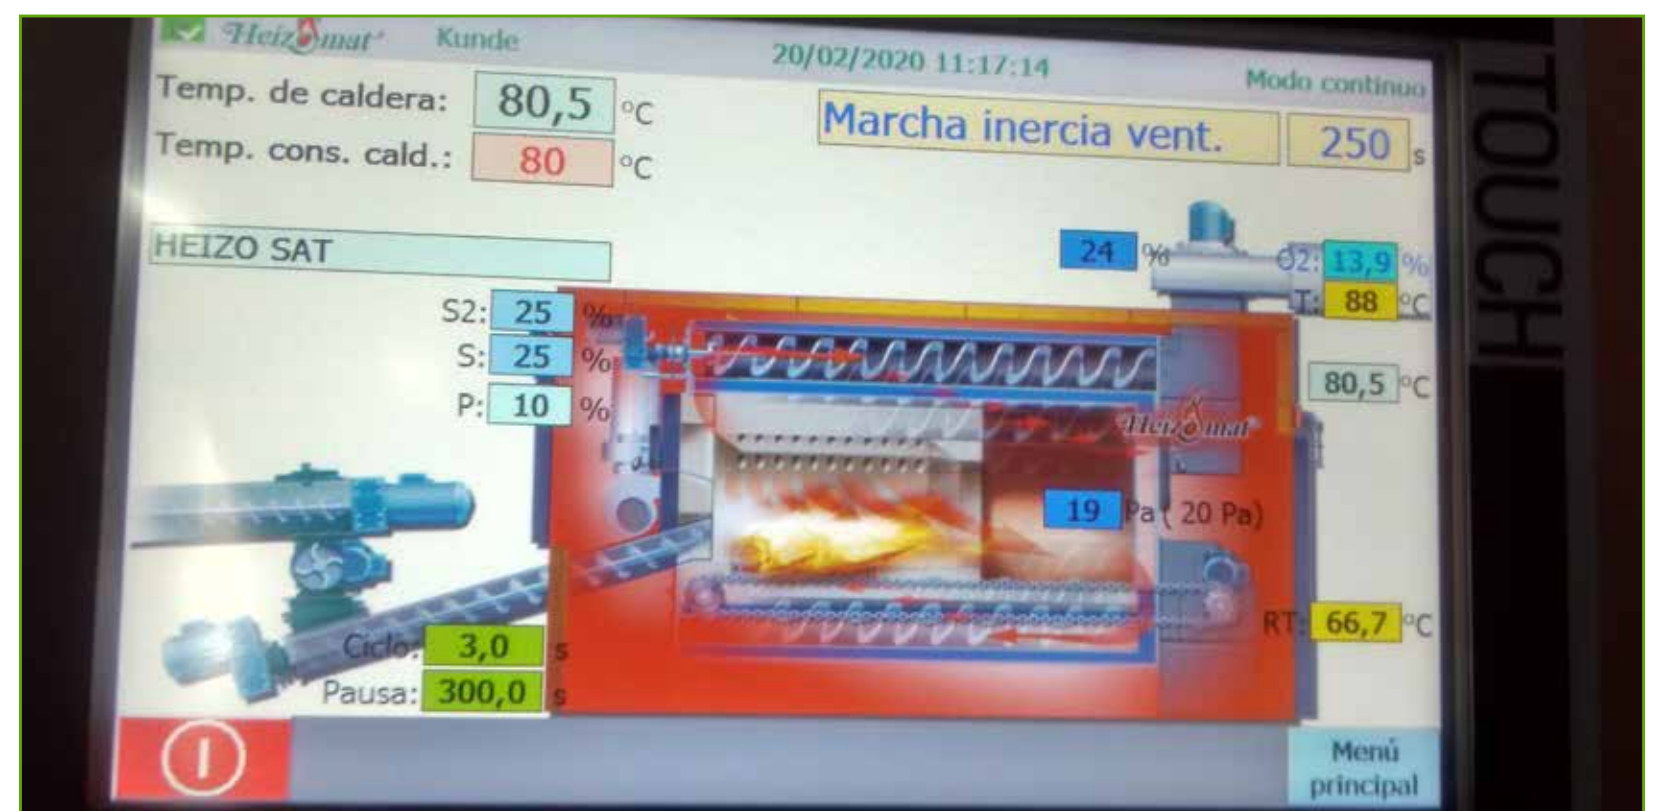 Heizomat Kunde 20/02/2020 11:17:14 Modo continuo
Temp. de caldera: 80,5 °C
Marcha inercia vent. 250 s
Temp. cons. cald.: 80 °C
HEIZO SAT
24 % O2: 13,9 %
T: 88 °C
S2: 25 %
S: 25 %
80,5 °C
P: 10 %
Heizomat
19 Pa ( 20 Pa)
RT: 66,7 °C
Ciclo: 3,0 s
Pausa: 300,0 s
Menú
principal
TOUCH